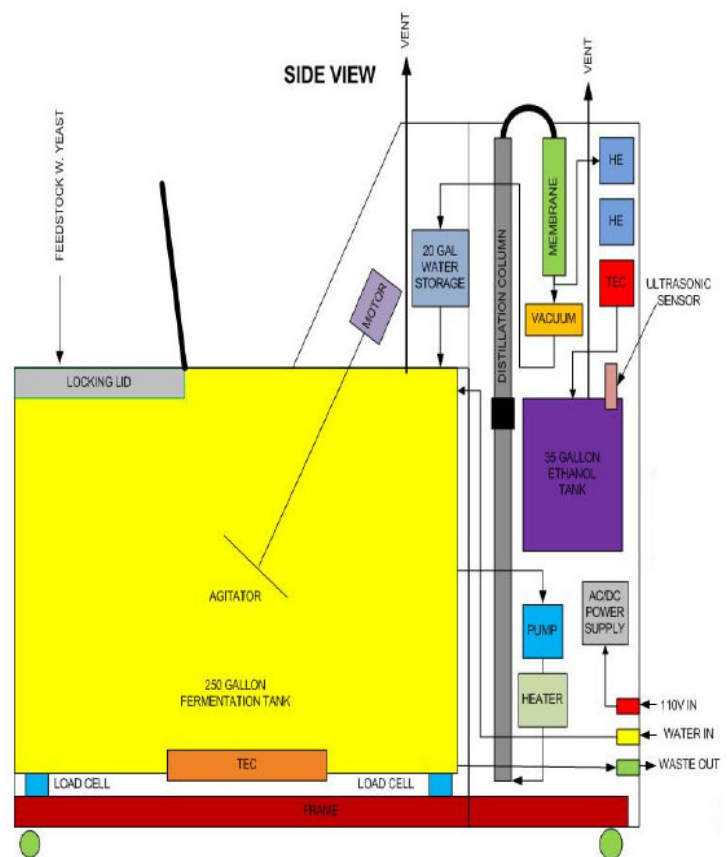 VENT
VENT
SIDE VIEW
FEEDSTOCK W. YEAST
HE
MEMBRANE
HE
20 GAL
WATER
STORAGE
MOTOR
DISTILLATION COLUMN
TEC
ULTRASONIC
SENSOR
VACUUM
LOCKING LID
35 GALLON
ETHANOL
TANK
AGITATOR
AC/DC
POWER
SUPPLY
PUMP
250 GALLON
FERMENTATION TANK
HEATER
110V IN
WATER IN
TEC
WASTE OUT
LOAD CELL
LOAD CELL
FRAME